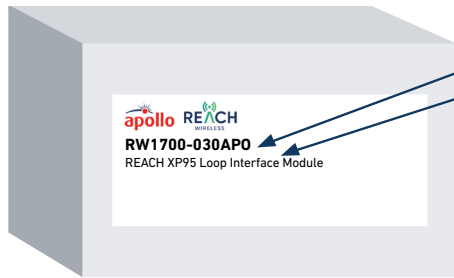 apollo REACH
WIRELESS
RW1700-030APO
REACH XP95 Loop Interface Module